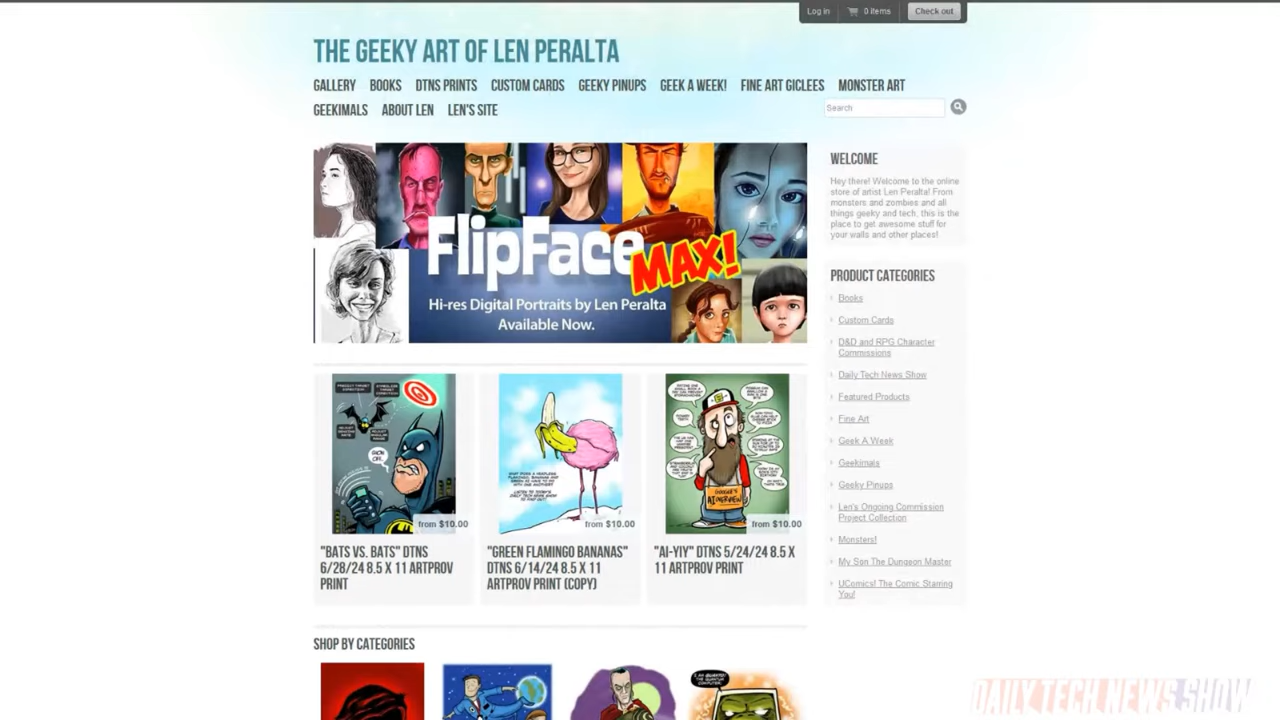 Log in
0 items
Check out
THE GEEKY ART OF LEN PERALTA
GALLERY BOOKS DTNS PRINTS CUSTOM CARDS GEEKY PINUPS GEEK A WEEK! FINE ART GICLEES MONSTER ART
GEEKIMALS ABOUT LEN LEN'S SITE
Search
FlipFace
MAX!
Hi-res Digital Portraits by Len Peralta
Available Now.
from $10.00
"BATS VS. BATS" DTNS
6/28/24 8.5 X 11 ARTPROV
PRINT
from $10.00
"GREEN FLAMINGO BANANAS"
DTNS 6/14/24 8.5 X 11
ARTPROV PRINT (COPY)
from $10.00
"AI-YIY" DTNS 5/24/24 8.5 X
11 ARTPROV PRINT
SHOP BY CATEGORIES
WELCOME
Hey there! Welcome to the online
store of artist Len Peralta! From
monsters and zombies and all
things geeky and tech, this is the
place to get awesome stuff for
your walls and other places!
PRODUCT CATEGORIES
Books
Custom Cards
D&D and RPG Character
Commissions
Daily Tech News Show
Featured Products
Fine Art
Geek A Week
Geekimals
Geeky Pinups
Len's Ongoing Commission
Project Collection
Monsters!
My Son The Dungeon Master
UComics! The Comic Starring
You!
DAILY TECH NEWS SHOW